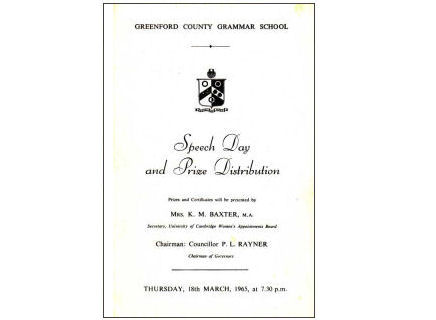 GREENFORD COUNTY GRAMMAR SCHOOL
Speech Day
and Prize Distribution
Prizes and Certificates will be presented by
MRS. K. M. BAXTER, M.A.
Secretary, University of Cambridge Women's Appointments Board
Chairman: Councillor P. L. RAYNER
Chairman of Governors
THURSDAY, 18th MARCH, 1965, at 7.30 p.m.